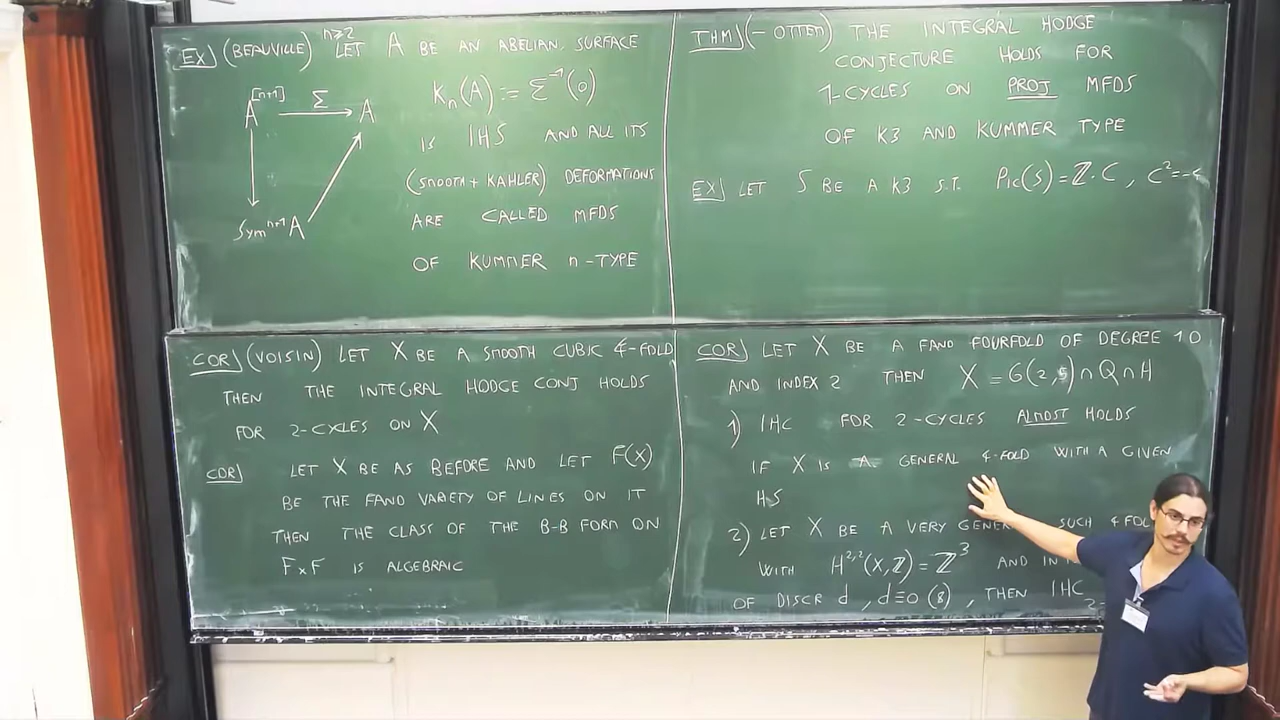 EX] (BEAUVILLE) n≥2 LET A BE AN ABELIAN SURFACE
A^[n+1] Σ→ A K_n(A) := Σ^-1(0)
IS IHS AND ALL ITS
(SMOOTH + KÄHLER) DEFORMATIONS
Sym^n+1 A ARE CALLED MFDS
OF KUMMER n-TYPE
THM] (– OTTEM) THE INTEGRAL HODGE
CONJECTURE HOLDS FOR
1-CYCLES ON PROJ MFDS
OF K3 AND KUMMER TYPE
EX] LET S BE A K3 S.T. Pic(S) = ℤ·C, C²=-
COR] (VOISIN) LET X BE A SMOOTH CUBIC 4-FOLD
THEN THE INTEGRAL HODGE CONJ HOLDS
FOR 2-CYCLES ON X
COR] LET X BE AS BEFORE AND LET F(X)
BE THE FANO VARIETY OF LINES ON IT
THEN THE CLASS OF THE B-B FORM ON
F×F IS ALGEBRAIC
COR] LET X BE A FANO FOURFOLD OF DEGREE 10
AND INDEX 2 THEN X = G(2,5)∩Q∩H
1) IHC FOR 2-CYCLES ALMOST HOLDS
IF X IS A GENERAL 4-FOLD WITH A GIVEN
HS
2) LET X BE A VERY GENER SUCH 4FOL
WITH H^2,2(X,ℤ) = ℤ³ AND IN
OF DISCR d, d≡0 (8), THEN IHC